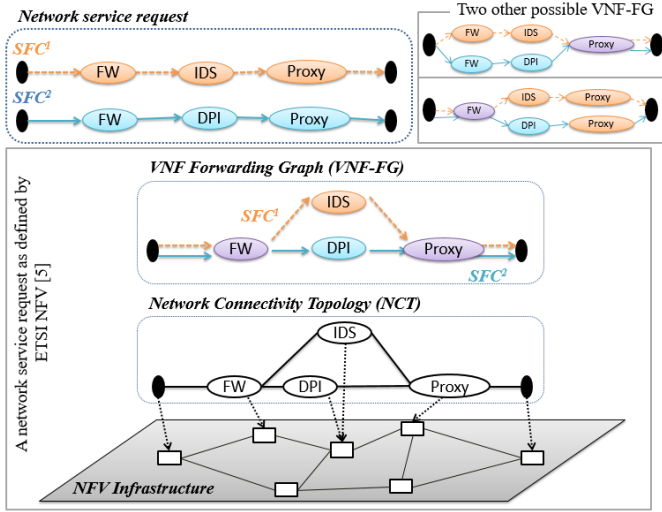 Network service request
SFC¹
FW
IDS
Proxy
SFC²
FW
DPI
Proxy
Two other possible VNF-FG
FW
IDS
Proxy
FW
DPI
FW
IDS
Proxy
DPI
Proxy
A network service request as defined by
ETSI NFV [5]
VNF Forwarding Graph (VNF-FG)
SFC¹
IDS
FW
DPI
Proxy
SFC²
Network Connectivity Topology (NCT)
IDS
FW
DPI
Proxy
NFV Infrastructure